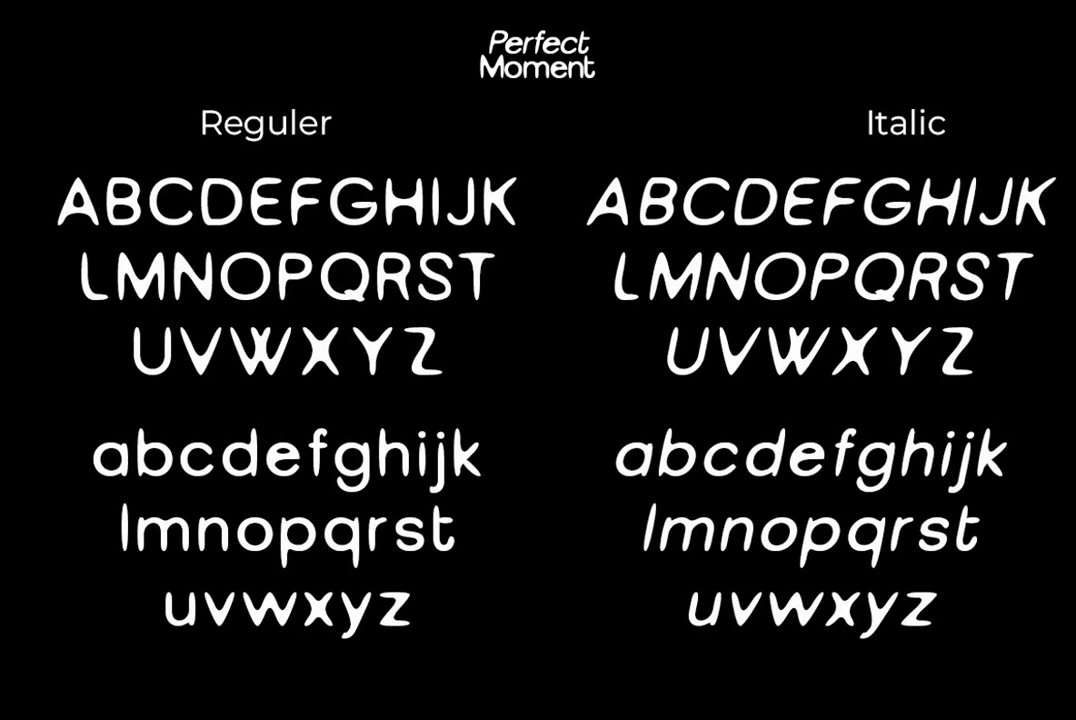 Perfect
Moment
Reguler
ABCDEFGHIJK
LMNOPQRST
UVWXYZ
abcdefghijk
lmnopqrst
uvwxyz
Italic
ABCDEFGHIJK
LMNOPQRST
UVWXYZ
abcdefghijk
lmnopqrst
uvwxyz